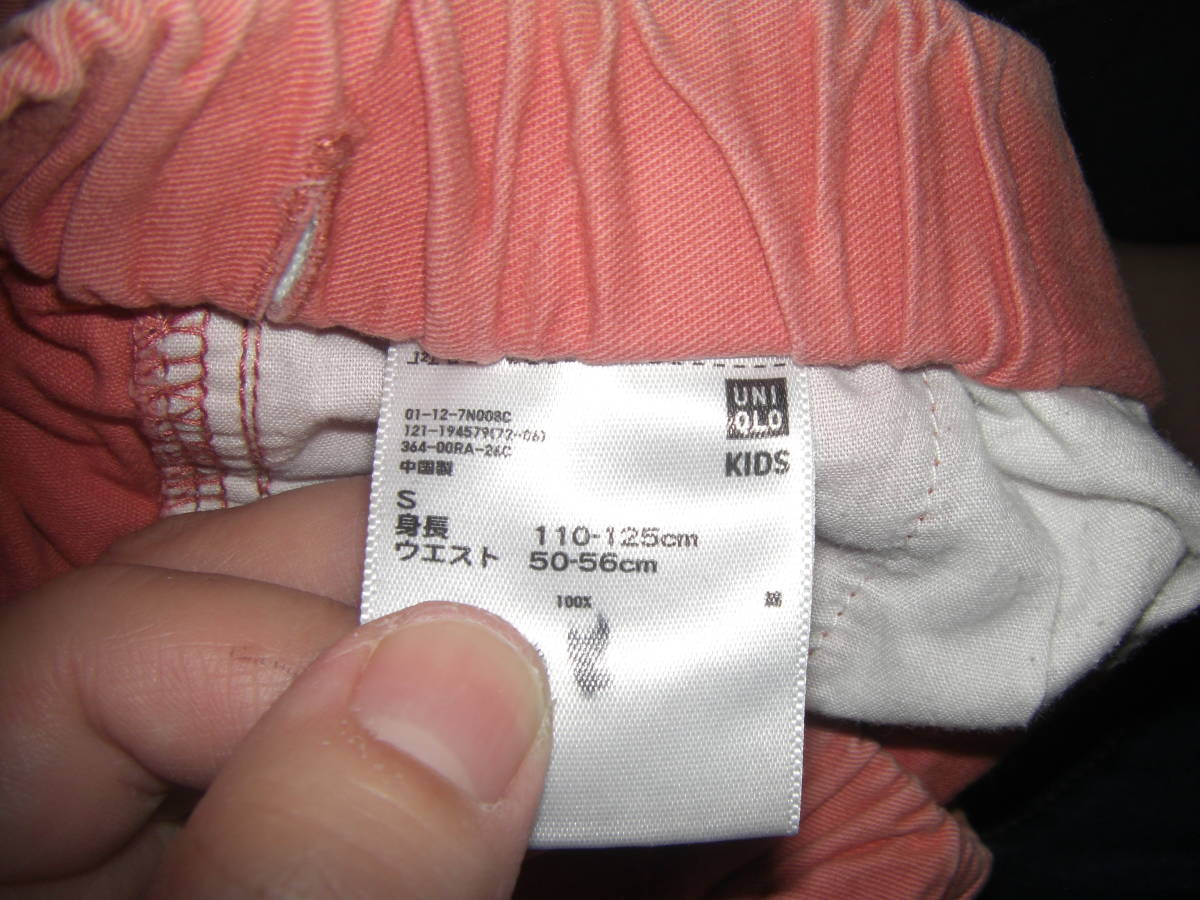 UNI
QLO
KIDS
01-12-7N008C
121-194579(72-06)
364-00RA-26C
中国製
S
身長 110-125cm
ウエスト 50-56cm
100% 綿